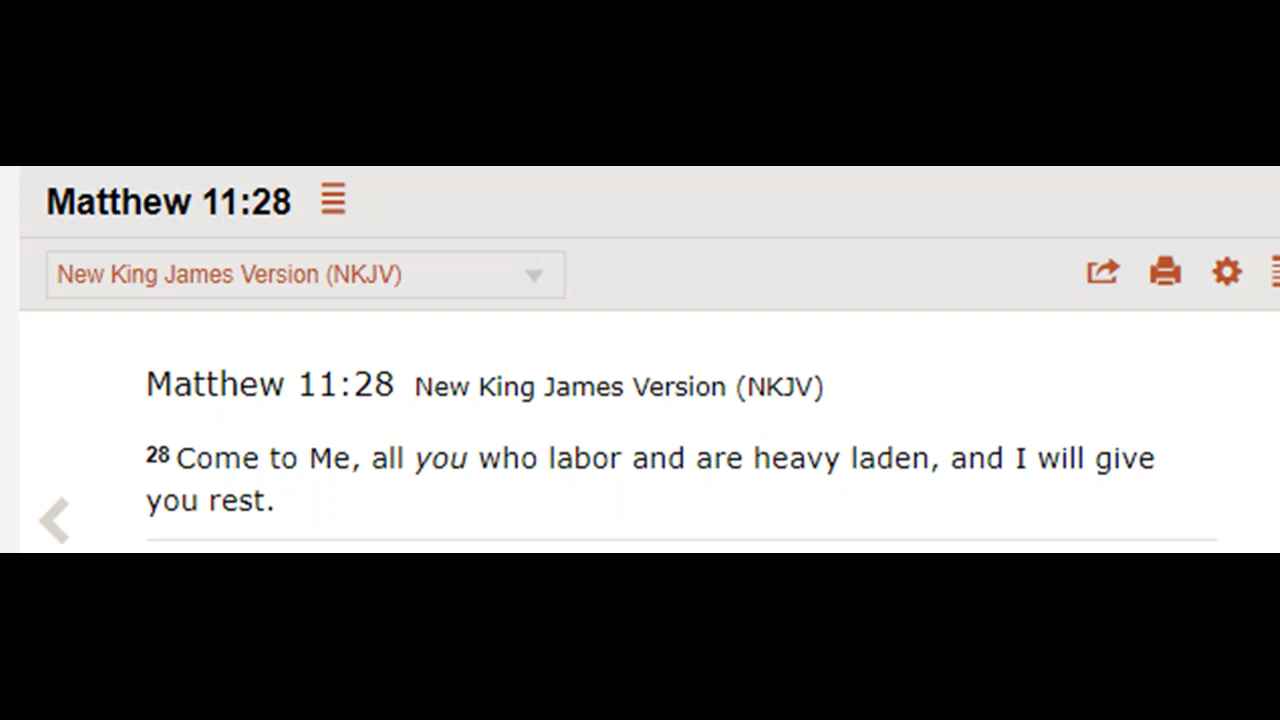 Matthew 11:28
New King James Version (NKJV)
Matthew 11:28 New King James Version (NKJV)
28 Come to Me, all you who labor and are heavy laden, and I will give
you rest.